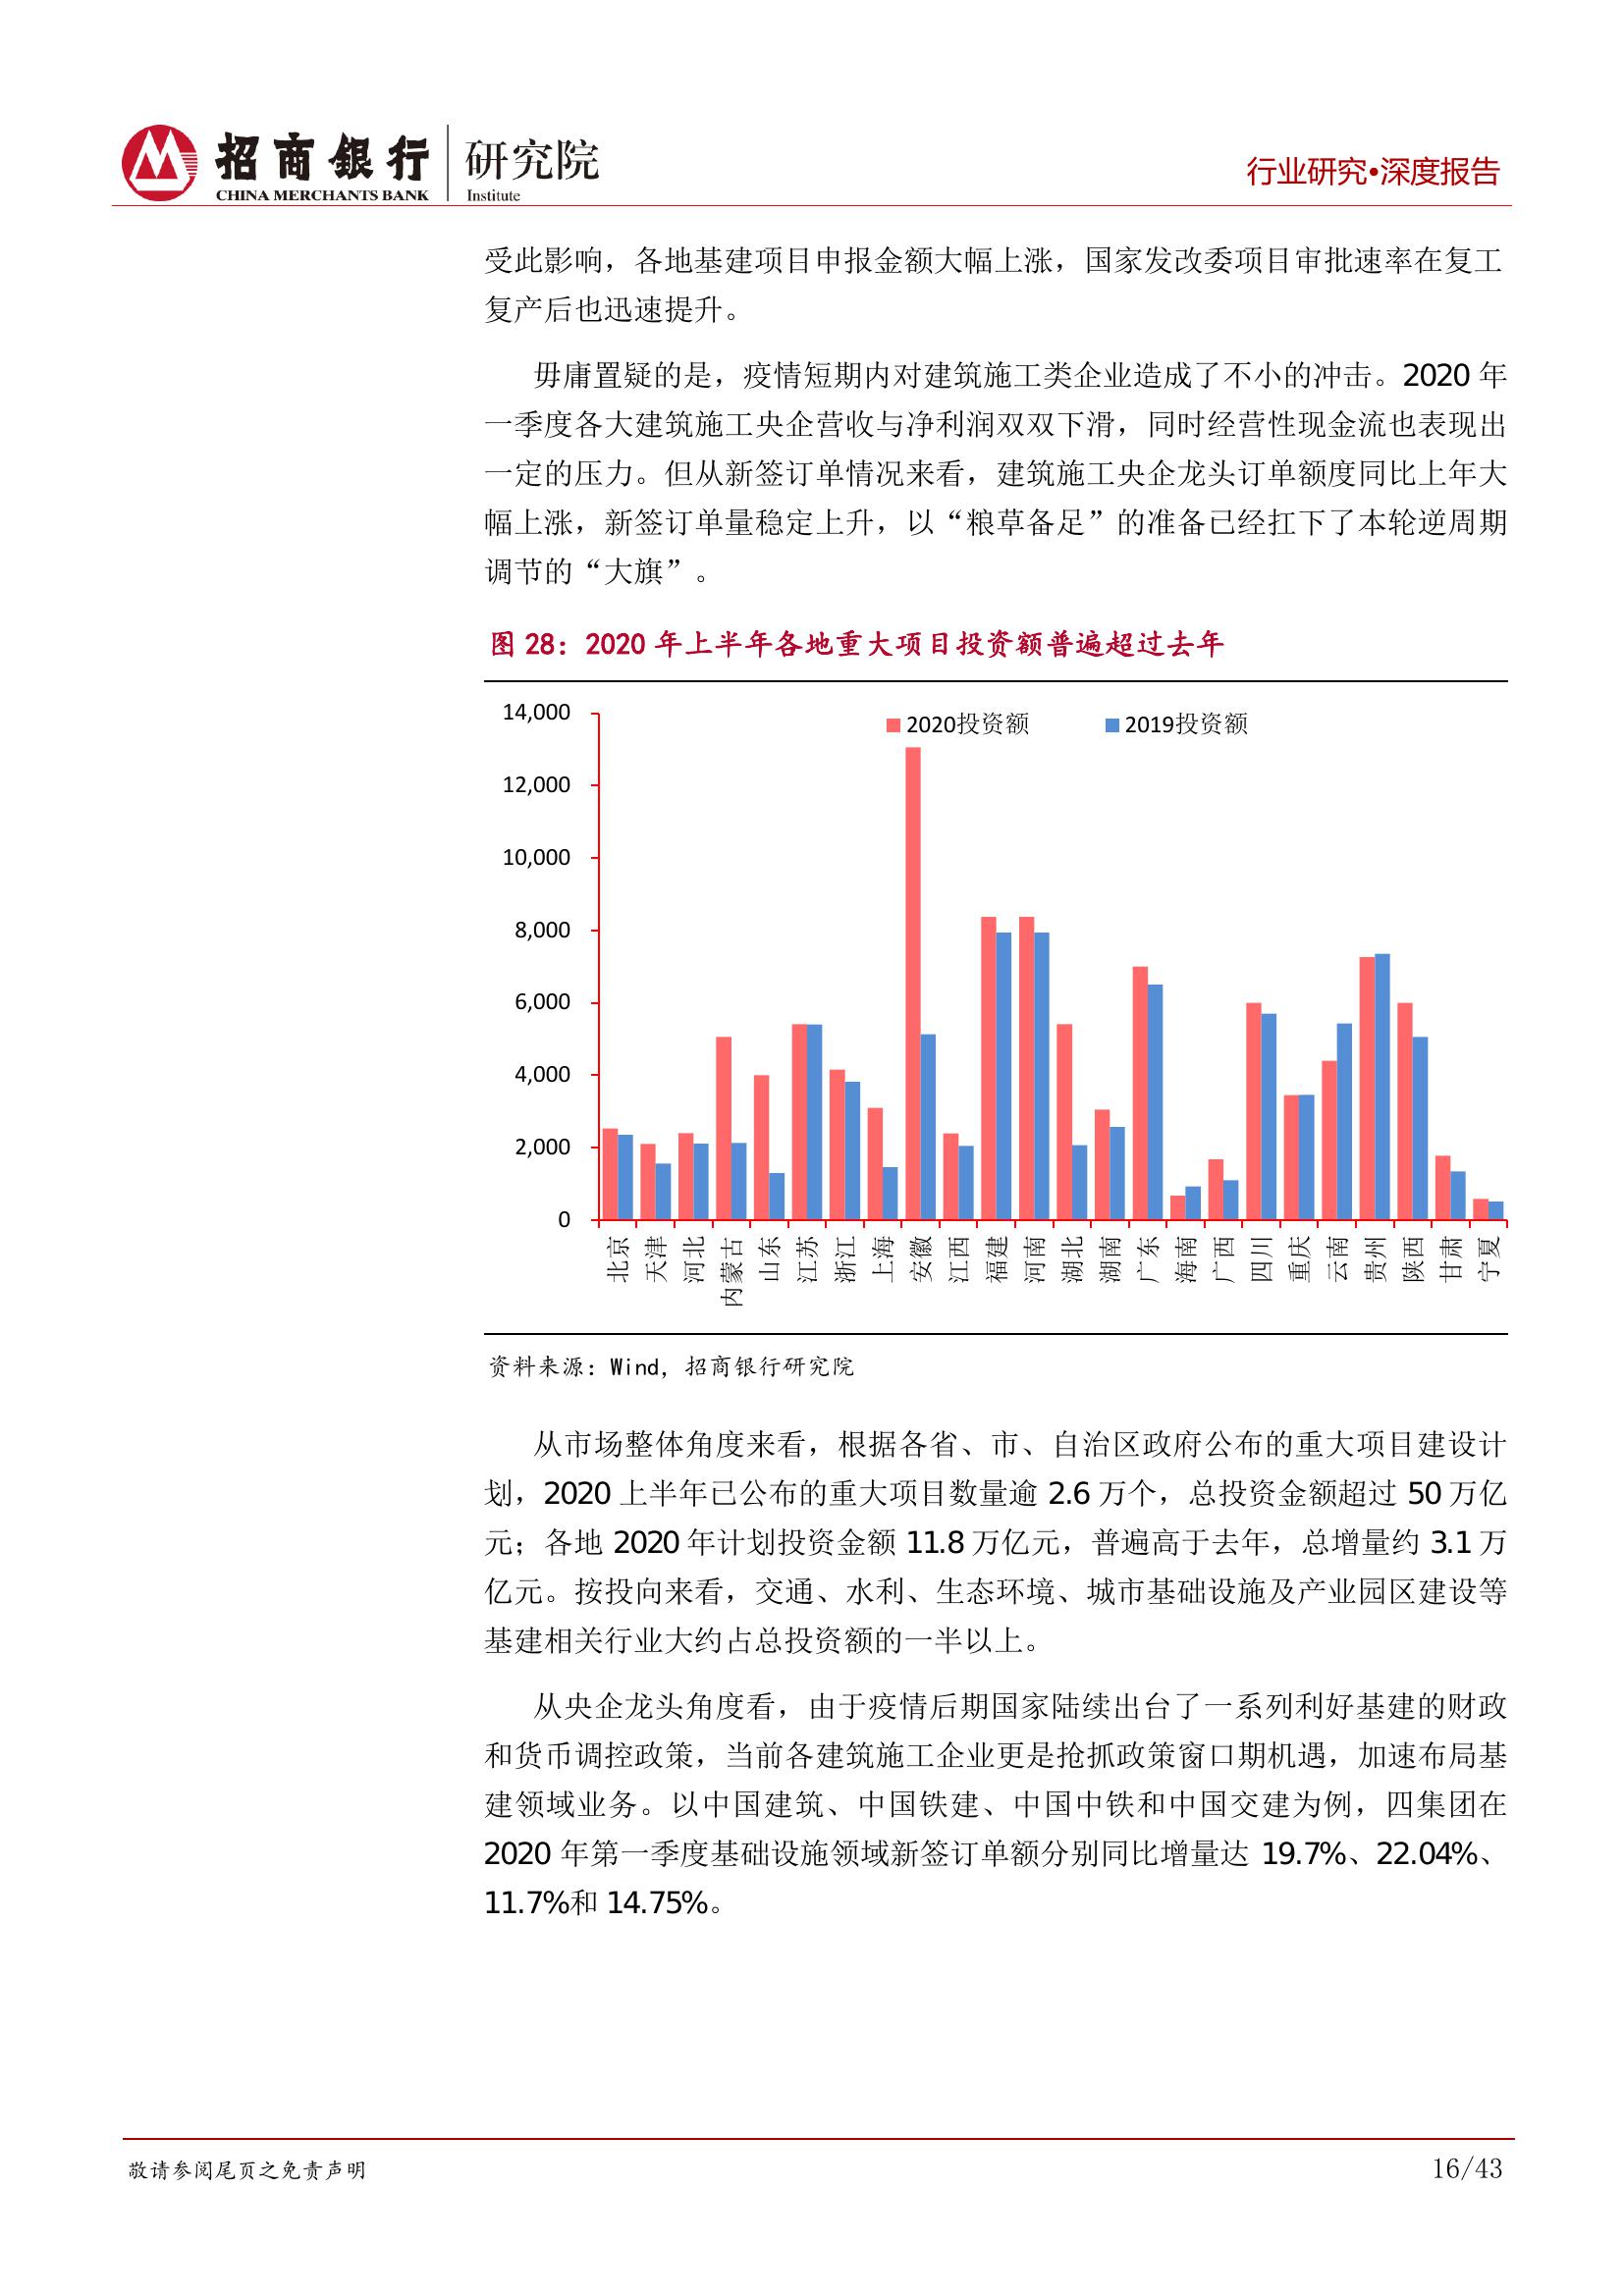 招商银行 研究院
CHINA MERCHANTS BANK Institute
行业研究•深度报告
受此影响，各地基建项目申报金额大幅上涨，国家发改委项目审批速率在复工
复产后也迅速提升。
毋庸置疑的是，疫情短期内对建筑施工类企业造成了不小的冲击。2020 年
一季度各大建筑施工央企营收与净利润双双下滑，同时经营性现金流也表现出
一定的压力。但从新签订单情况来看，建筑施工央企龙头订单额度同比上年大
幅上涨，新签订单量稳定上升，以“粮草备足”的准备已经扛下了本轮逆周期
调节的“大旗”。
图 28：2020 年上半年各地重大项目投资额普遍超过去年
2020投资额 2019投资额
14,000
12,000
10,000
8,000
6,000
4,000
2,000
0
北京 天津 河北 内蒙古 山东 江苏 浙江 上海 安徽 江西 福建 河南 湖北 湖南 广东 海南 广西 四川 重庆 云南 贵州 陕西 甘肃 宁夏
资料来源：Wind，招商银行研究院
从市场整体角度来看，根据各省、市、自治区政府公布的重大项目建设计
划，2020 上半年已公布的重大项目数量逾 2.6 万个，总投资金额超过 50 万亿
元；各地 2020 年计划投资金额 11.8 万亿元，普遍高于去年，总增量约 3.1 万
亿元。按投向来看，交通、水利、生态环境、城市基础设施及产业园区建设等
基建相关行业大约占总投资额的一半以上。
从央企龙头角度看，由于疫情后期国家陆续出台了一系列利好基建的财政
和货币调控政策，当前各建筑施工企业更是抢抓政策窗口期机遇，加速布局基
建领域业务。以中国建筑、中国铁建、中国中铁和中国交建为例，四集团在
2020 年第一季度基础设施领域新签订单额分别同比增量达 19.7%、22.04%、
11.7%和 14.75%。
敬请参阅尾页之免责声明
16/43